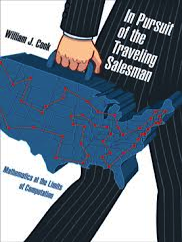 In Pursuit
of the
Traveling
Salesman
William J. Cook
Mathematics at the Limits
of Computation